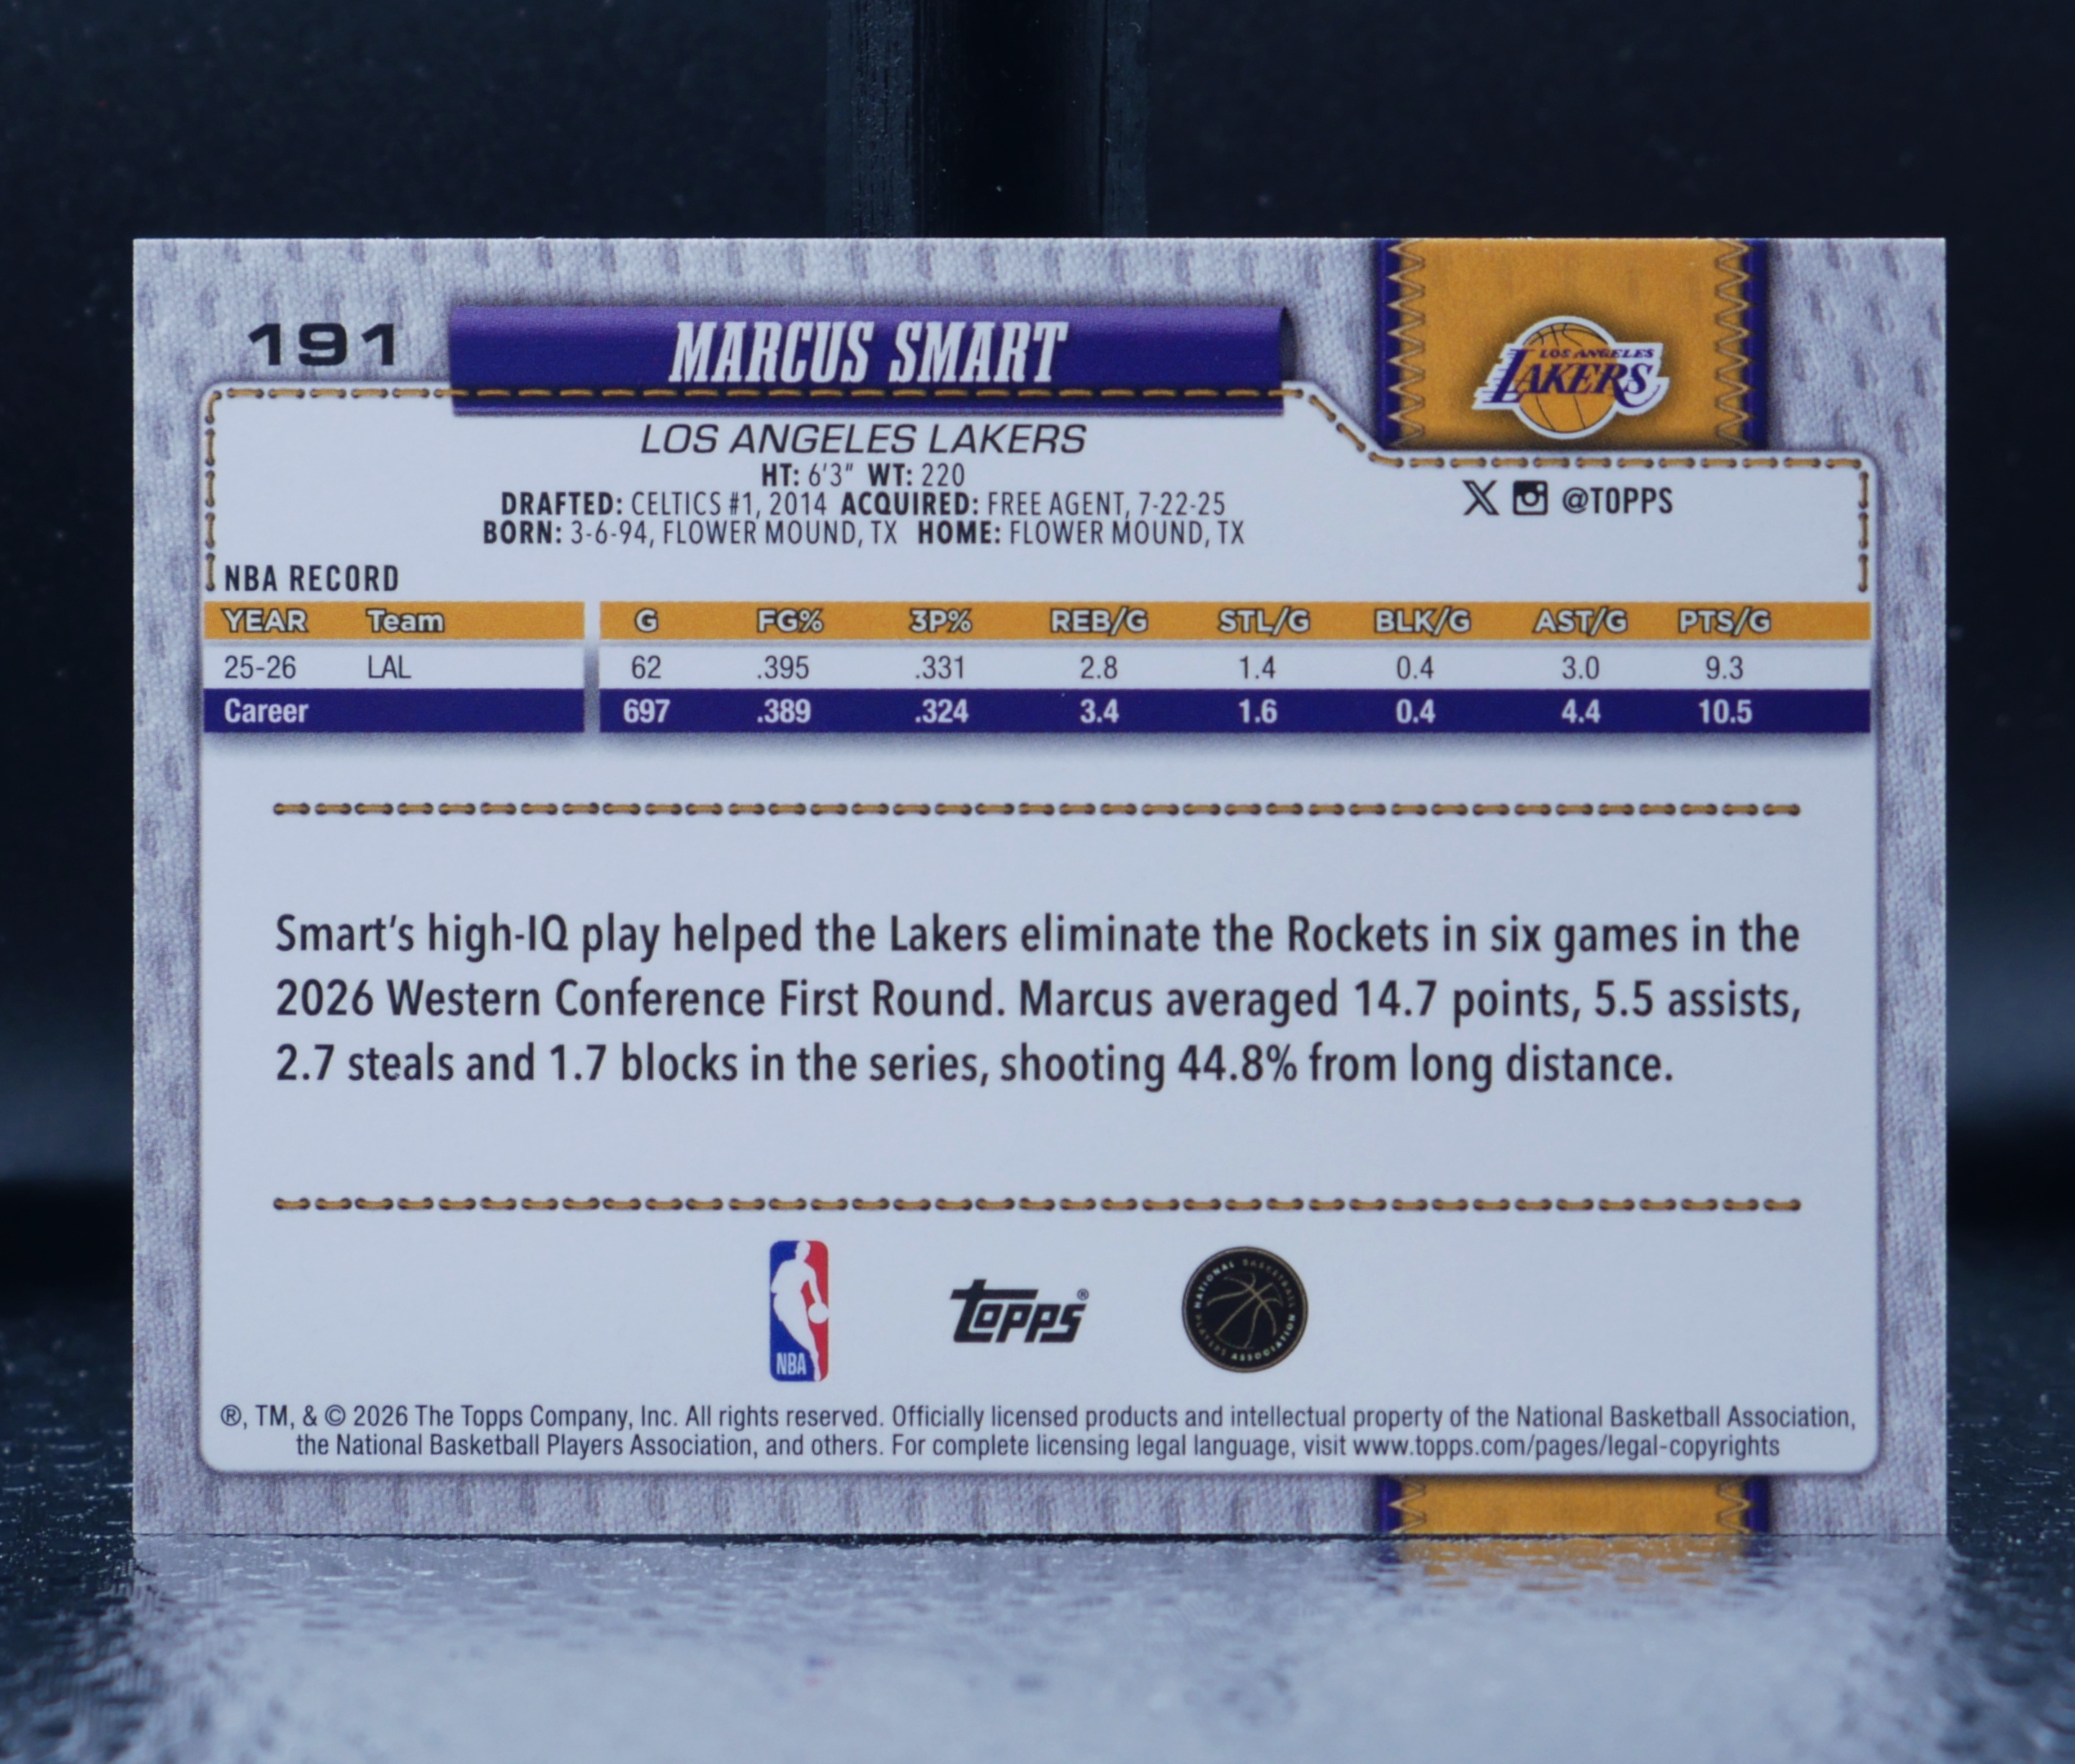 191
MARCUS SMART
LOS ANGELES LAKERS
LOS ANGELES LAKERS
HT: 6'3" WT: 220
DRAFTED: CELTICS #1, 2014 ACQUIRED: FREE AGENT, 7-22-25
BORN: 3-6-94, FLOWER MOUND, TX HOME: FLOWER MOUND, TX
@TOPPS
NBA RECORD
YEAR Team G FG% 3P% REB/G STL/G BLK/G AST/G PTS/G
25-26 LAL 62 .395 .331 2.8 1.4 0.4 3.0 9.3
Career 697 .389 .324 3.4 1.6 0.4 4.4 10.5
Smart's high-IQ play helped the Lakers eliminate the Rockets in six games in the
2026 Western Conference First Round. Marcus averaged 14.7 points, 5.5 assists,
2.7 steals and 1.7 blocks in the series, shooting 44.8% from long distance.
NBA
topps®
NATIONAL BASKETBALL PLAYERS ASSOCIATION
®, TM, & © 2026 The Topps Company, Inc. All rights reserved. Officially licensed products and intellectual property of the National Basketball Association,
the National Basketball Players Association, and others. For complete licensing legal language, visit www.topps.com/pages/legal-copyrights